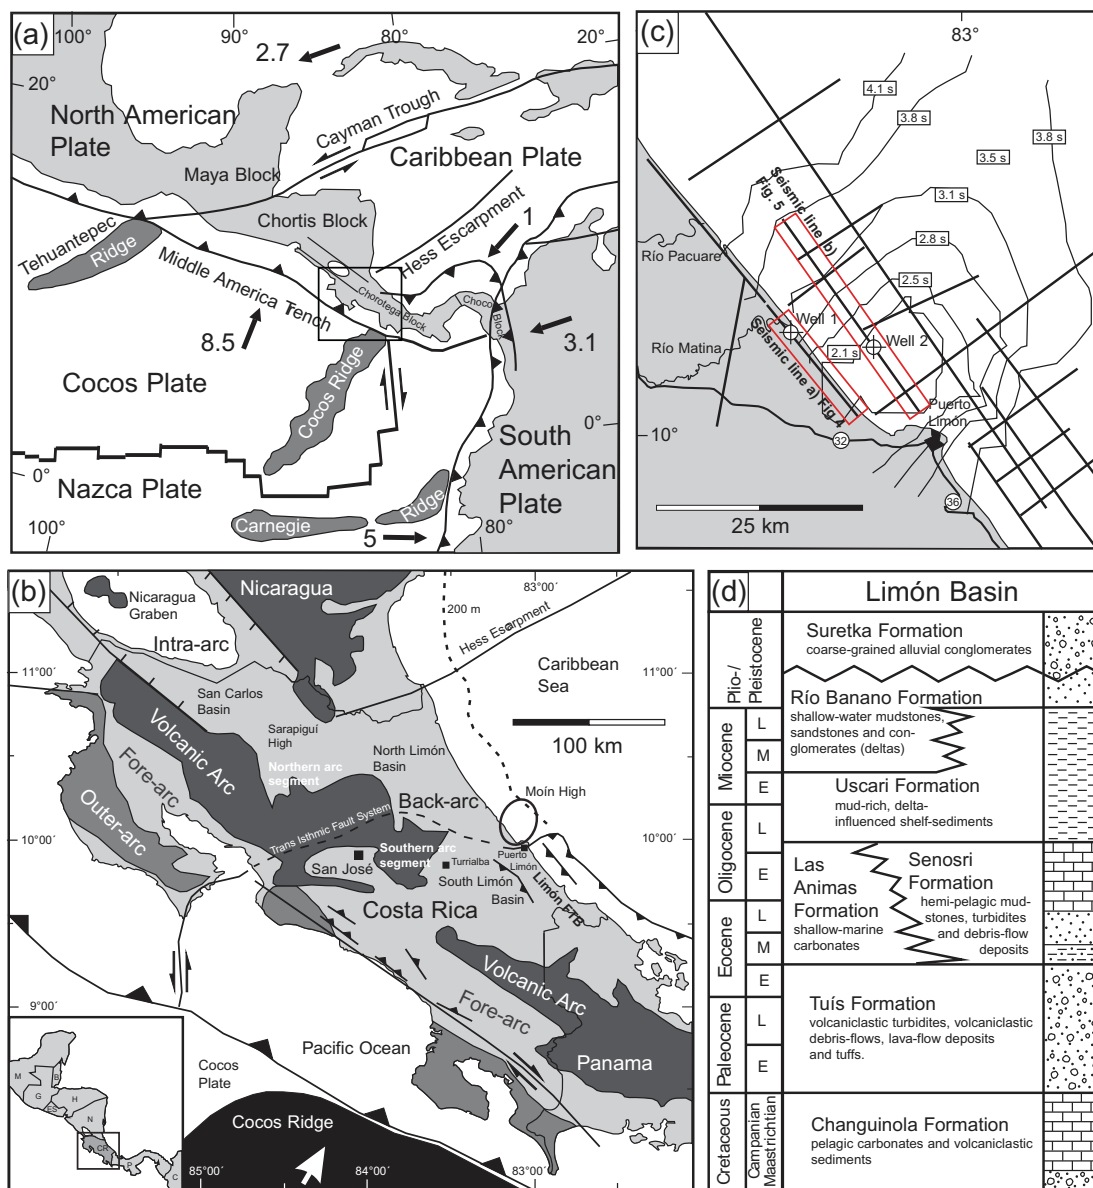 (a)
100°
90°
80°
20°
2.7
20°
North American
Plate
Cayman Trough
Caribbean Plate
Maya Block
Chortis Block
Hess Escarpment
1
Tehuantepec
Ridge
Middle America Tench
Chorotega Block
Choco
Block
8.5
3.1
Cocos Plate
Cocos Ridge
0°
South
American
Plate
0°
Nazca Plate
Carnegie
Ridge
100°
5
80°
(c)
83°
4.1 s
3.8 s
3.8 s
3.5 s
Seismic line (b)
Fig. 5
3.1 s
2.8 s
Río Pacuare
2.5 s
Well 1
Well 2
2.1 s
Río Matina
Seismic line a) Fig.4
Puerto
Limón
10°
32
36
25 km
(b)
Nicaragua
Nicaragua
Graben
83°00´
200 m
Hess Escarpment
Intra-arc
11°00´
11°00´
Caribbean
Sea
San Carlos
Basin
Volcanic Arc
Sarapiguí
High
100 km
North Limón
Basin
Northern arc
segment
Fore-arc
Back-arc
Moín High
Outer-arc
Trans Isthmic Fault System
10°00´
10°00´
Southern arc
segment
Puerto
Limón
Turrialba
San José
South Limón
Basin
Limón FTB
Costa Rica
Volcanic Arc
9°00´
Fore-arc
Pacific Ocean
Panama
Cocos
Plate
Cocos Ridge
M
B
G
H
ES
N
CR
P
C
85°00´
84°00´
83°00´
(d)
Limón Basin
Plio-/
Pleistocene
Suretka Formation
coarse-grained alluvial conglomerates
Río Banano Formation
shallow-water mudstones,
sandstones and con-
glomerates (deltas)
Miocene
L
M
E
Uscari Formation
mud-rich, delta-
influenced shelf-sediments
Oligocene
L
E
Las
Animas
Formation
shallow-marine
carbonates
Senosri
Formation
hemi-pelagic mud-
stones, turbidites
and debris-flow
deposits
Eocene
L
M
E
Tuís Formation
volcaniclastic turbidites, volcaniclastic
debris-flows, lava-flow deposits
and tuffs.
Paleocene
L
E
Cretaceous
Campanian
Maastrichtian
Changuinola Formation
pelagic carbonates and volcaniclastic
sediments